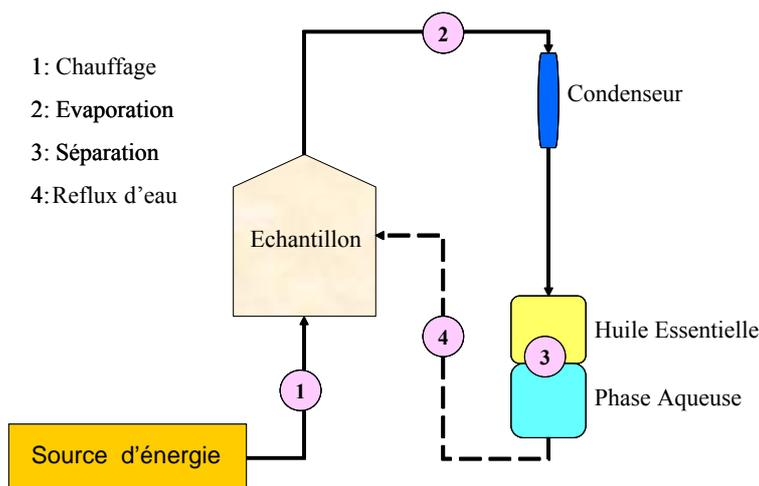 1: Chauffage
2: Evaporation
3: Séparation
4: Reflux d’eau
2
Condenseur
Echantillon
4
Huile Essentielle
3
Phase Aqueuse
1
Source d’énergie